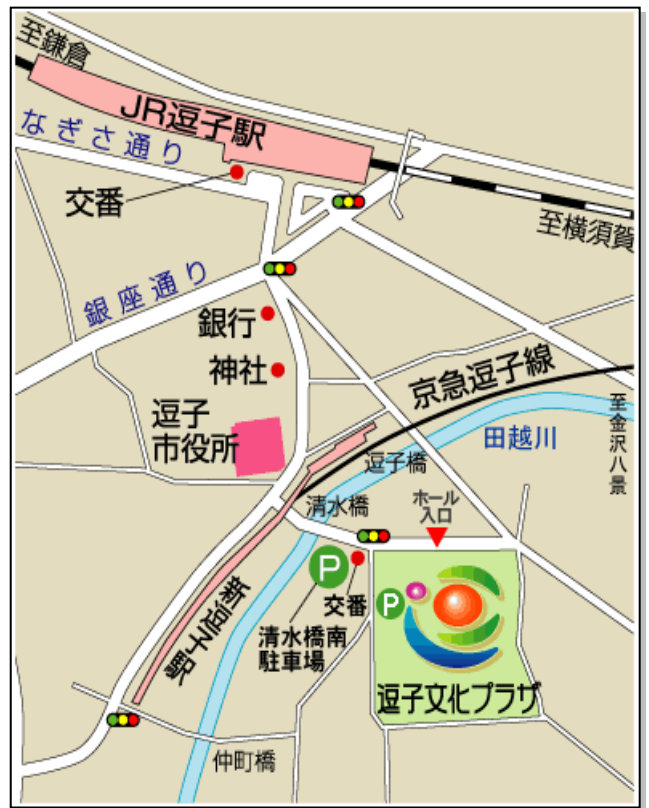 至鎌倉
JR逗子駅
なぎさ通り
交番
至横須賀
銀座通り
銀行
神社
京急逗子線
逗子
市役所
至金沢八景
田越川
逗子橋
清水橋
ホール
入口
P
交番
P
清水橋南
駐車場
新逗子駅
逗子文化プラザ
仲町橋